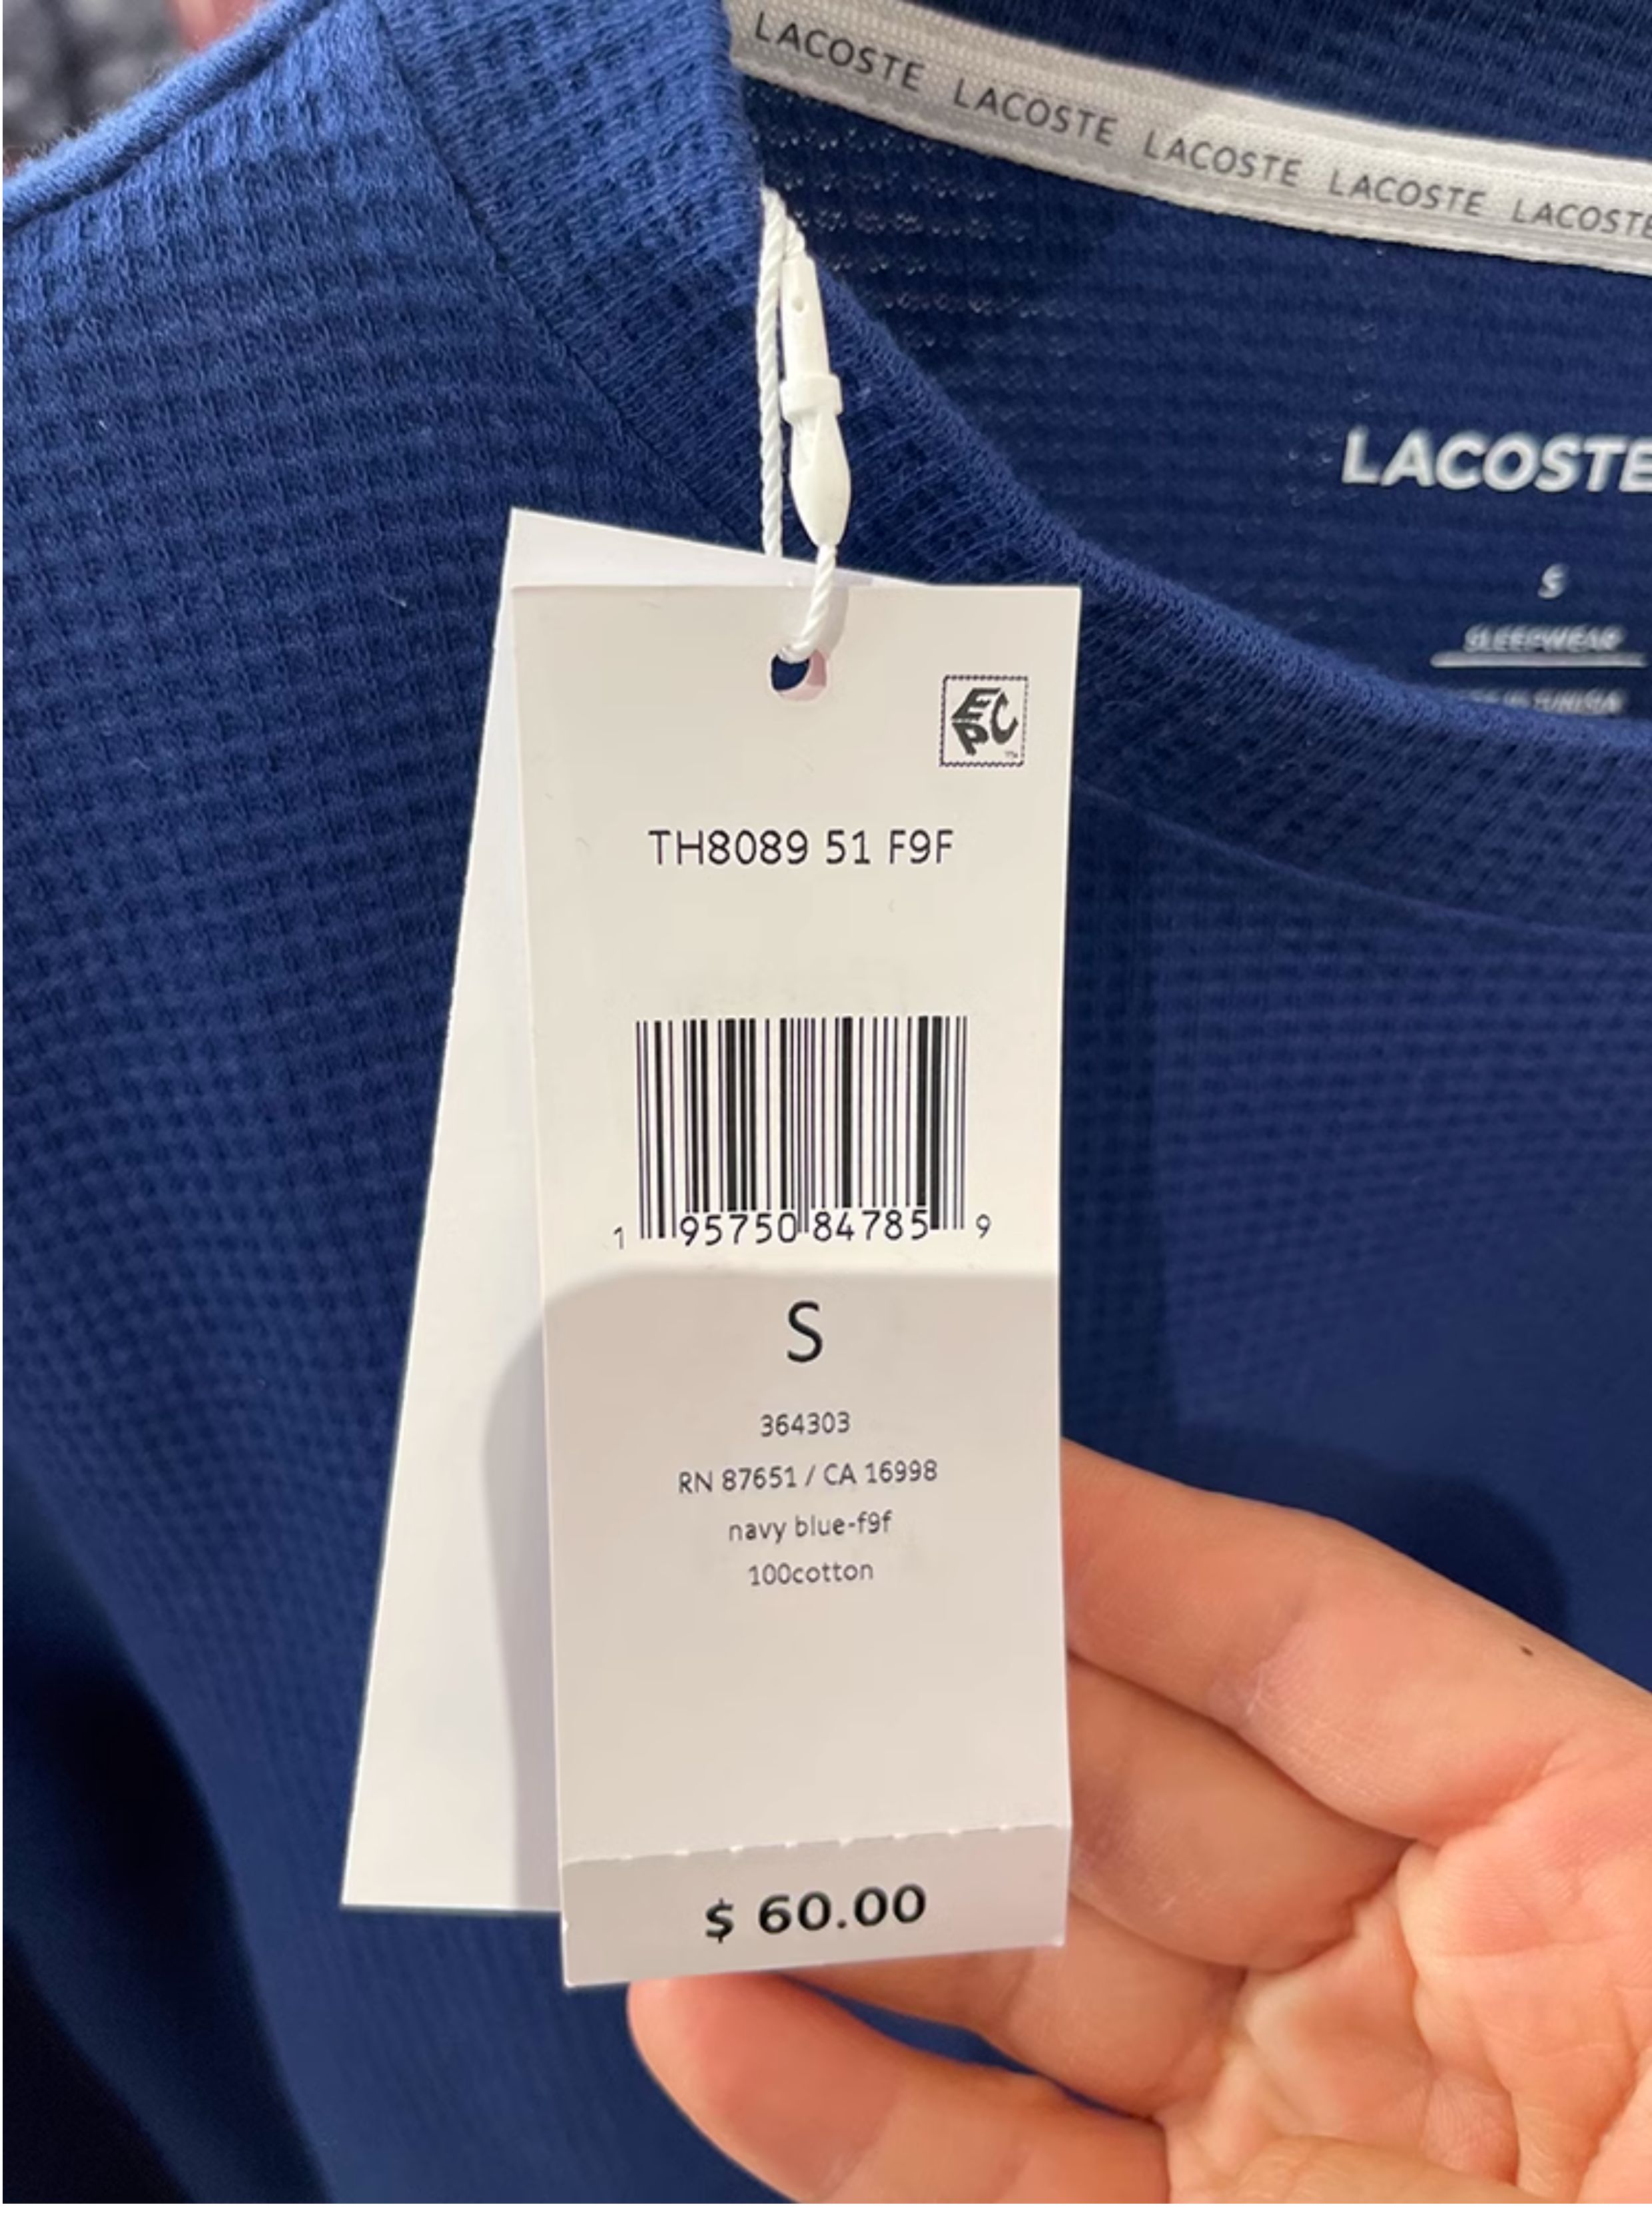 LACOSTE LACOSTE LACOSTE LACOSTE LACOSTE
LACOSTE
S
SLEEPWEAR
TUNISIA
EPC
TH8089 51 F9F
1 95750 84785 9
S
364303
RN 87651 / CA 16998
navy blue-f9f
100cotton
$ 60.00